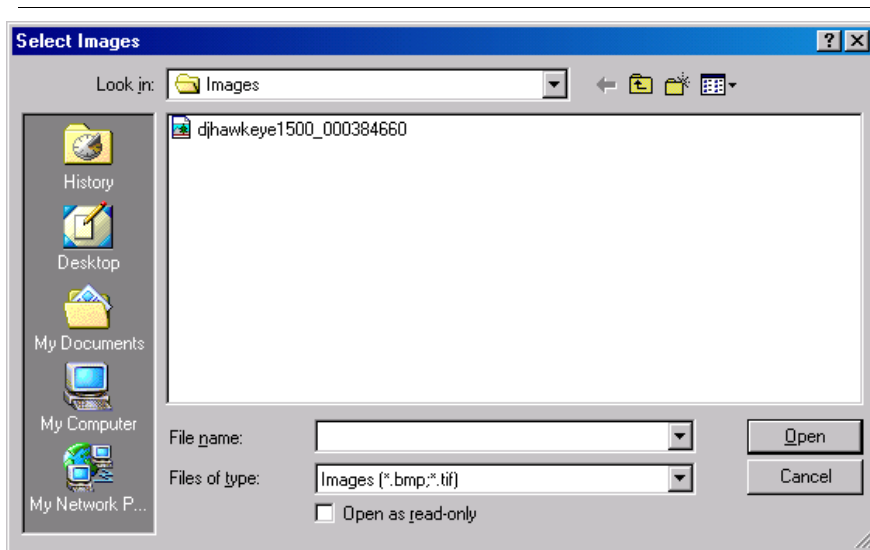 Select Images
Look in: Images
djhawkeye1500_000384660
History
Desktop
My Documents
My Computer
My Network P...
File name:
Open
Files of type: Images (*.bmp;*.tif)
Cancel
Open as read-only